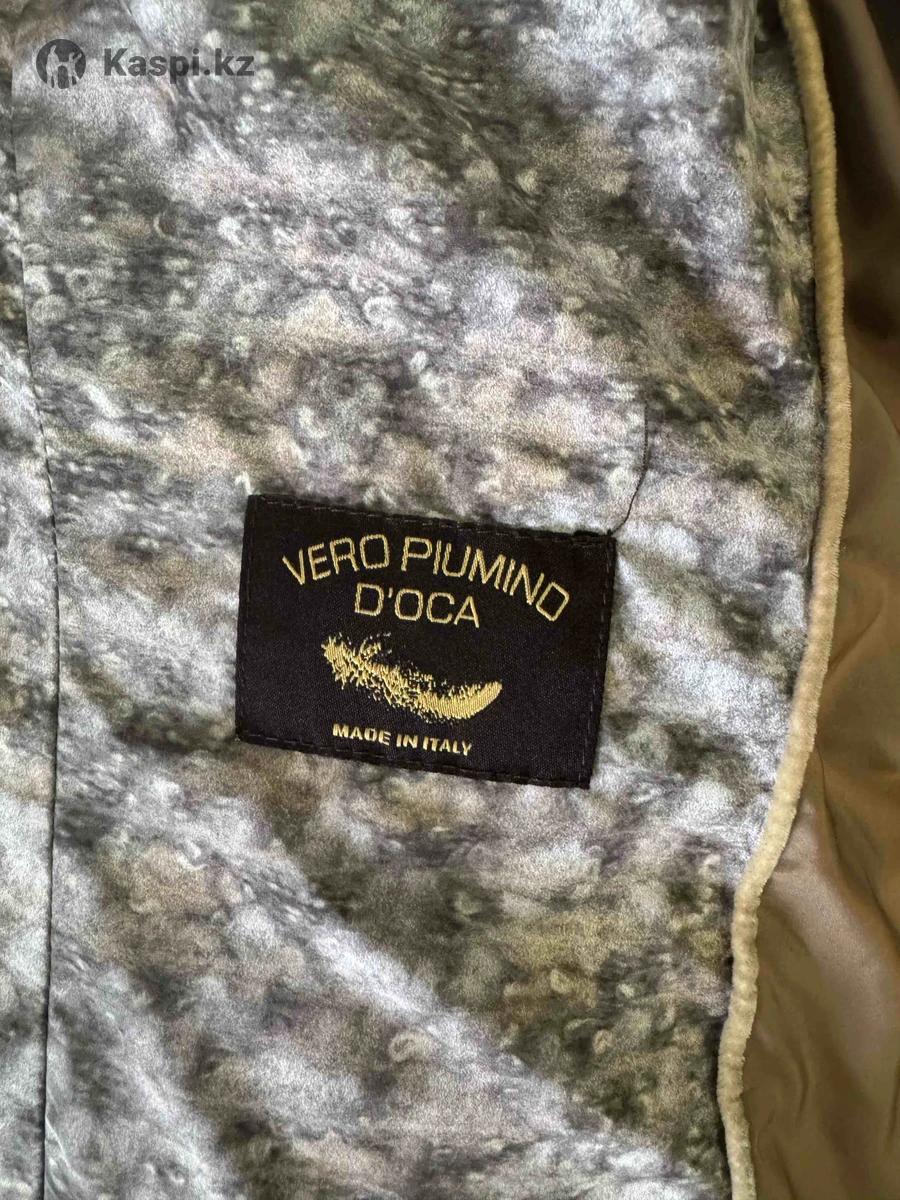 Kaspi.kz
VERO PIUMINO
D'OCA
MADE IN ITALY